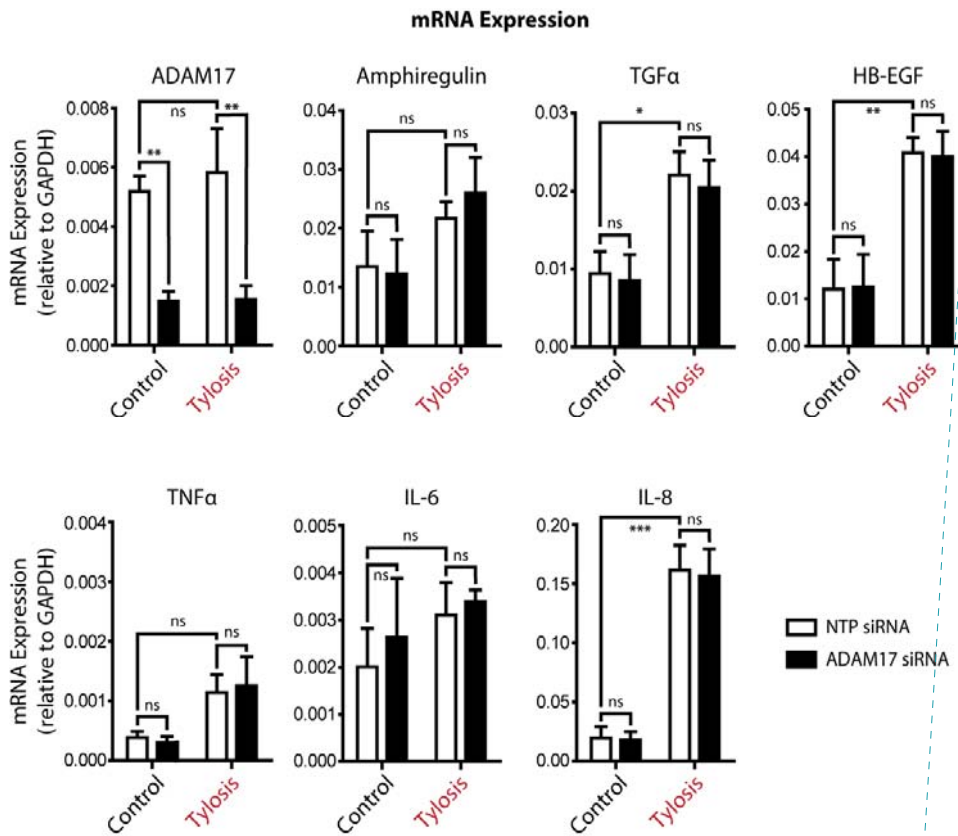 mRNA Expression
ADAM17
Amphiregulin
TGFα
HB-EGF
mRNA Expression
(relative to GAPDH)
0.008
0.006
0.004
0.002
0.000
ns
**
**
Control
Tylosis
0.04
0.03
0.02
0.01
0.00
ns
ns
ns
Control
Tylosis
0.03
0.02
0.01
0.00
*
ns
ns
Control
Tylosis
0.05
0.04
0.03
0.02
0.01
0.00
**
ns
ns
Control
Tylosis
TNFα
IL-6
IL-8
mRNA Expression
(relative to GAPDH)
0.004
0.003
0.002
0.001
0.000
ns
ns
ns
Control
Tylosis
0.005
0.004
0.003
0.002
0.001
0.000
ns
ns
ns
Control
Tylosis
0.20
0.15
0.10
0.05
0.00
***
ns
ns
Control
Tylosis
NTP siRNA
ADAM17 siRNA